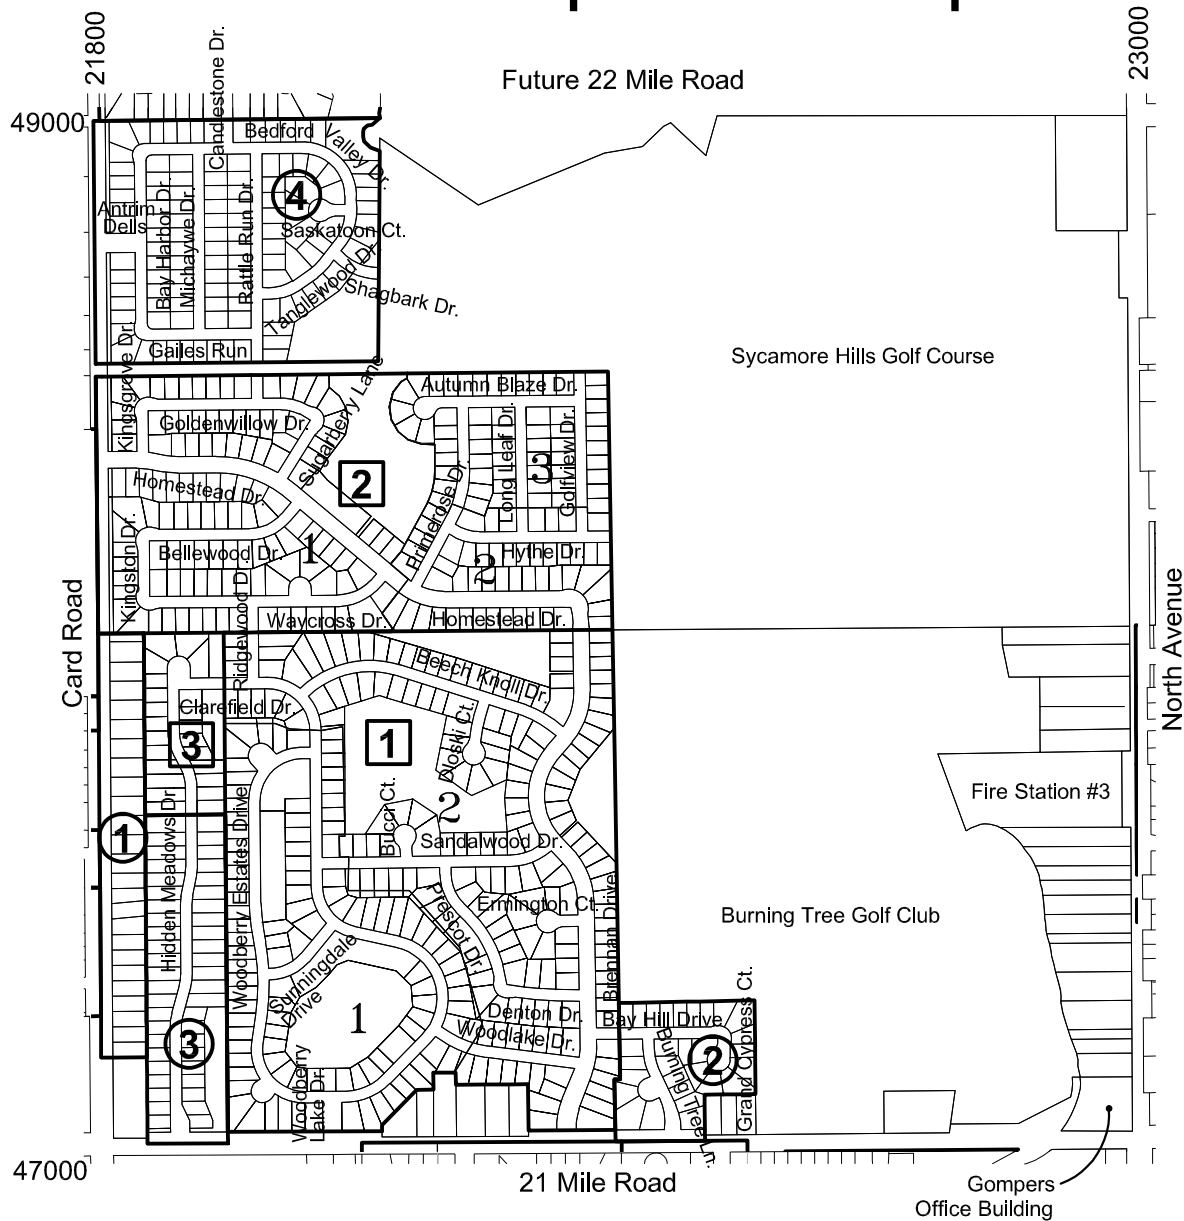 21800
Candlestone Dr.
23000
Future 22 Mile Road
49000
Bedford
Valley Dr.
4
Antrim
Dells
Bay Harbor Dr.
Michaywe Dr.
Rattle Run Dr.
Saskatoon Ct.
Tanglewood Dr.
Shagbark Dr.
Gailes Run
Kingsgrove Dr.
Sycamore Hills Golf Course
Sugarberry Lane
Autumn Blaze Dr.
Goldenwillow Dr.
Long Leaf Dr.
Golfview Dr.
3
2
Homestead Dr.
Primerose Dr.
Kingston Dr.
Bellewood Dr.
1
2
Hythe Dr.
Ridgewood Dr.
Waycross Dr.
Homestead Dr.
Card Road
North Avenue
Beech Knoll Dr.
Clarefield Dr.
3
1
Oloski Ct.
Fire Station #3
1
Hidden Meadows Dr.
Woodberry Estates Drive
Bucci Ct.
2
Sandalwood Dr.
Prescot Dr.
Ermington Ct.
Brennan Drive
Burning Tree Golf Club
Sunningdale
Drive
1
Denton Dr.
Woodlake Dr.
Bay Hill Drive
Grand Cypress Ct.
3
2
Burning Tree Ln.
Woodberry
Lake Dr.
47000
21 Mile Road
Gompers
Office Building